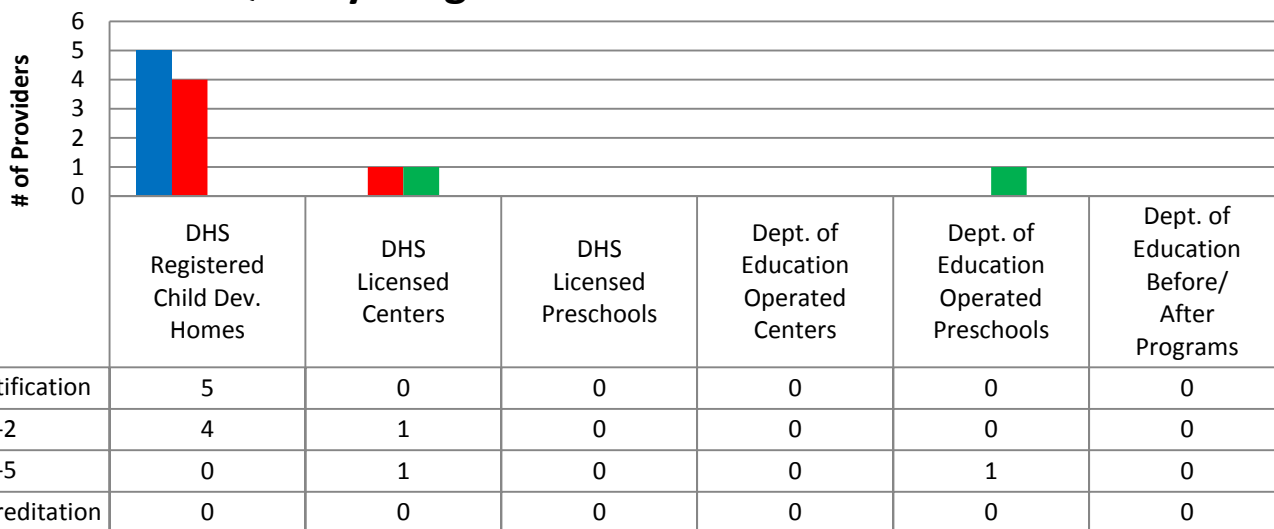 6
5
4
3
2
1
0
# of Providers
DHS
Registered
Child Dev.
Homes
DHS
Licensed
Centers
DHS
Licensed
Preschools
Dept. of
Education
Operated
Centers
Dept. of
Education
Operated
Preschools
Dept. of
Education
Before/
After
Programs
tification 5 0 0 0 0 0
-2 4 1 0 0 0 0
-5 0 1 0 0 1 0
reditation 0 0 0 0 0 0